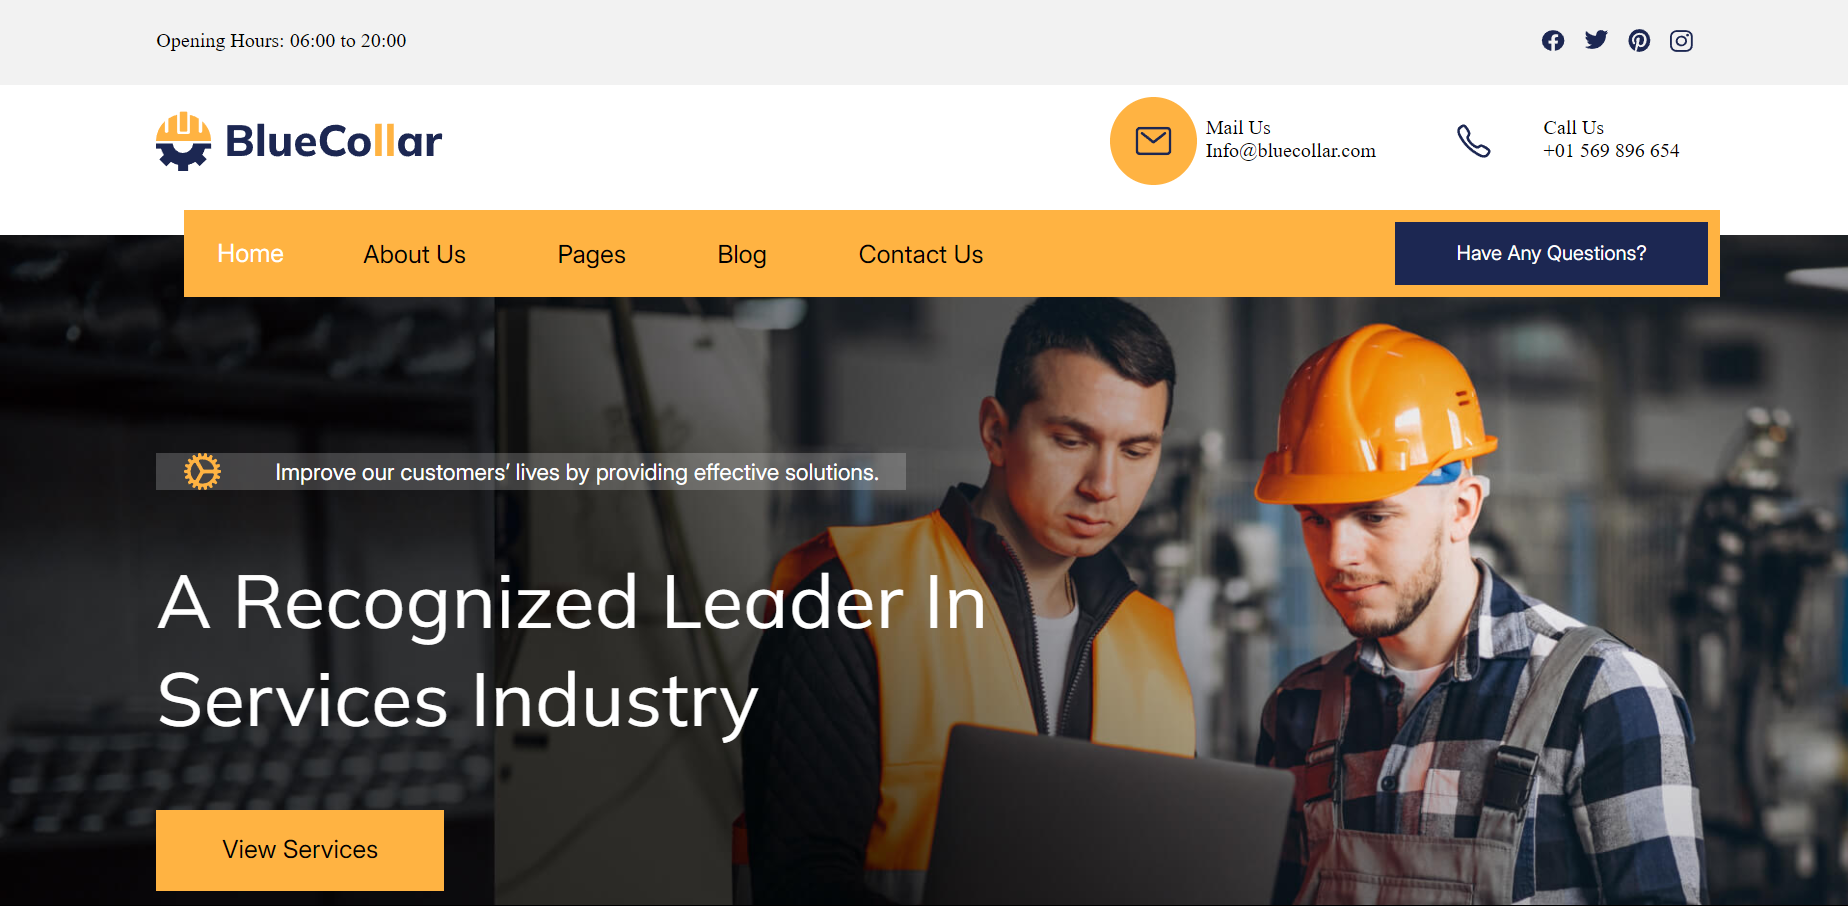 Opening Hours: 06:00 to 20:00
BlueCollar
Mail Us
Info@bluecollar.com
Call Us
+01 569 896 654
Home About Us Pages Blog Contact Us Have Any Questions?
Improve our customers’ lives by providing effective solutions.
A Recognized Leader In
Services Industry
View Services